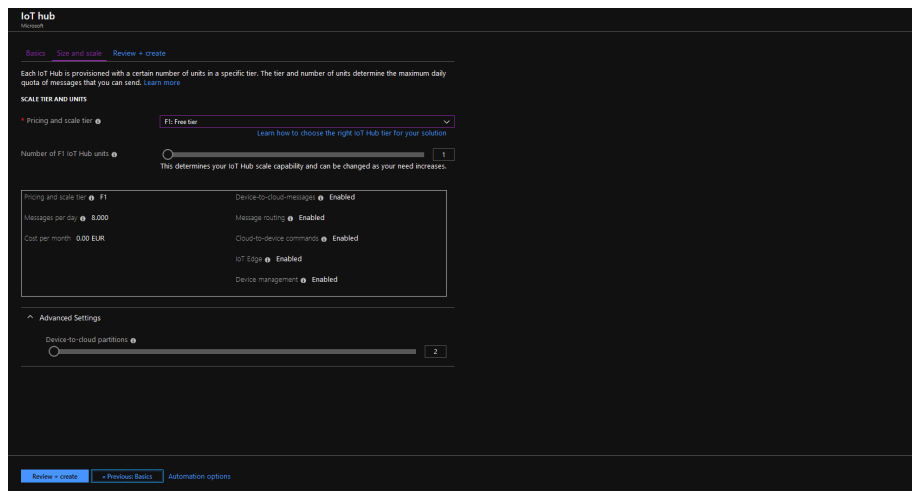 IoT hub
Microsoft
Basics Size and scale Review + create
Each IoT Hub is provisioned with a certain number of units in a specific tier. The tier and number of units determine the maximum daily
quota of messages that you can send. Learn more
SCALE TIER AND UNITS
* Pricing and scale tier F1: Free tier
Learn how to choose the right IoT Hub tier for your solution
Number of F1 IoT Hub units 1
This determines your IoT Hub scale capability and can be changed as your need increases.
Pricing and scale tier F1 Device-to-cloud-messages Enabled
Messages per day 8.000 Message routing Enabled
Cost per month 0.00 EUR Cloud-to-device commands Enabled
IoT Edge Enabled
Device management Enabled
Advanced Settings
Device-to-cloud partitions
2
Review + create « Previous: Basics Automation options